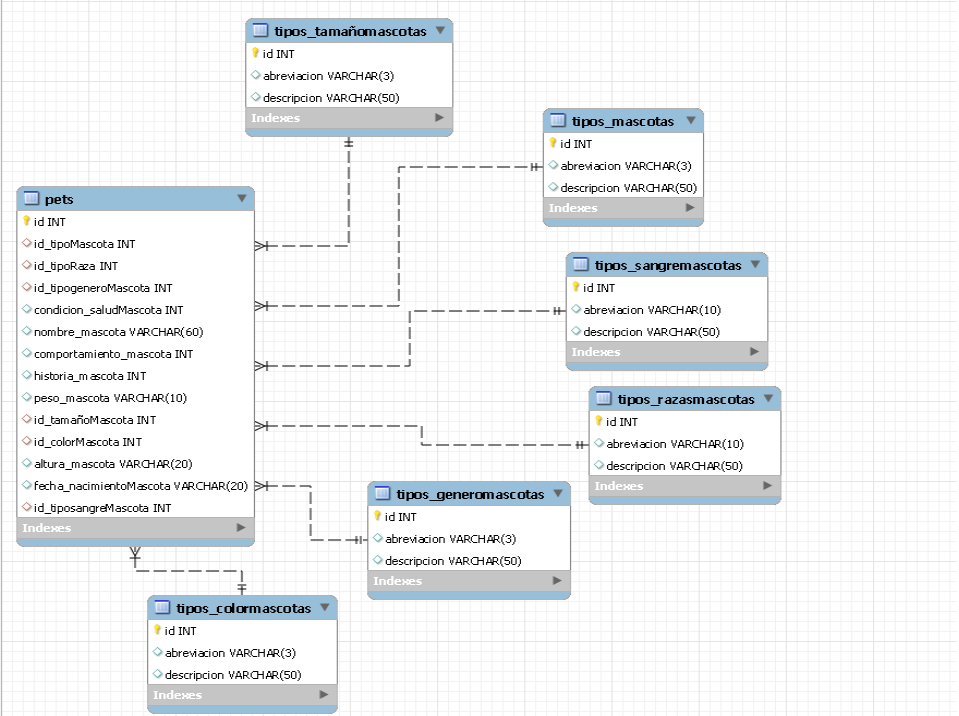 tipos_tamañomascotas
id INT
abreviacion VARCHAR(3)
descripcion VARCHAR(50)
Indexes
tipos_mascotas
id INT
abreviacion VARCHAR(3)
descripcion VARCHAR(50)
Indexes
pets
id INT
id_tipoMascota INT
id_tipoRaza INT
id_tipogeneroMascota INT
condicion_saludMascota INT
nombre_mascota VARCHAR(60)
comportamiento_mascota INT
historia_mascota INT
peso_mascota VARCHAR(10)
id_tamañoMascota INT
id_colorMascota INT
altura_mascota VARCHAR(20)
fecha_nacimientoMascota VARCHAR(20)
id_tiposangreMascota INT
Indexes
tipos_sangremascotas
id INT
abreviacion VARCHAR(10)
descripcion VARCHAR(50)
Indexes
tipos_razasmascotas
id INT
abreviacion VARCHAR(10)
descripcion VARCHAR(50)
Indexes
tipos_generomascotas
id INT
abreviacion VARCHAR(3)
descripcion VARCHAR(50)
Indexes
tipos_colormascotas
id INT
abreviacion VARCHAR(3)
descripcion VARCHAR(50)
Indexes